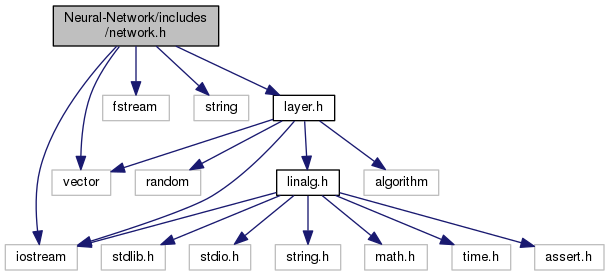 Neural-Network/includes
/network.h
fstream
string
layer.h
vector
random
linalg.h
algorithm
iostream
stdlib.h
stdio.h
string.h
math.h
time.h
assert.h